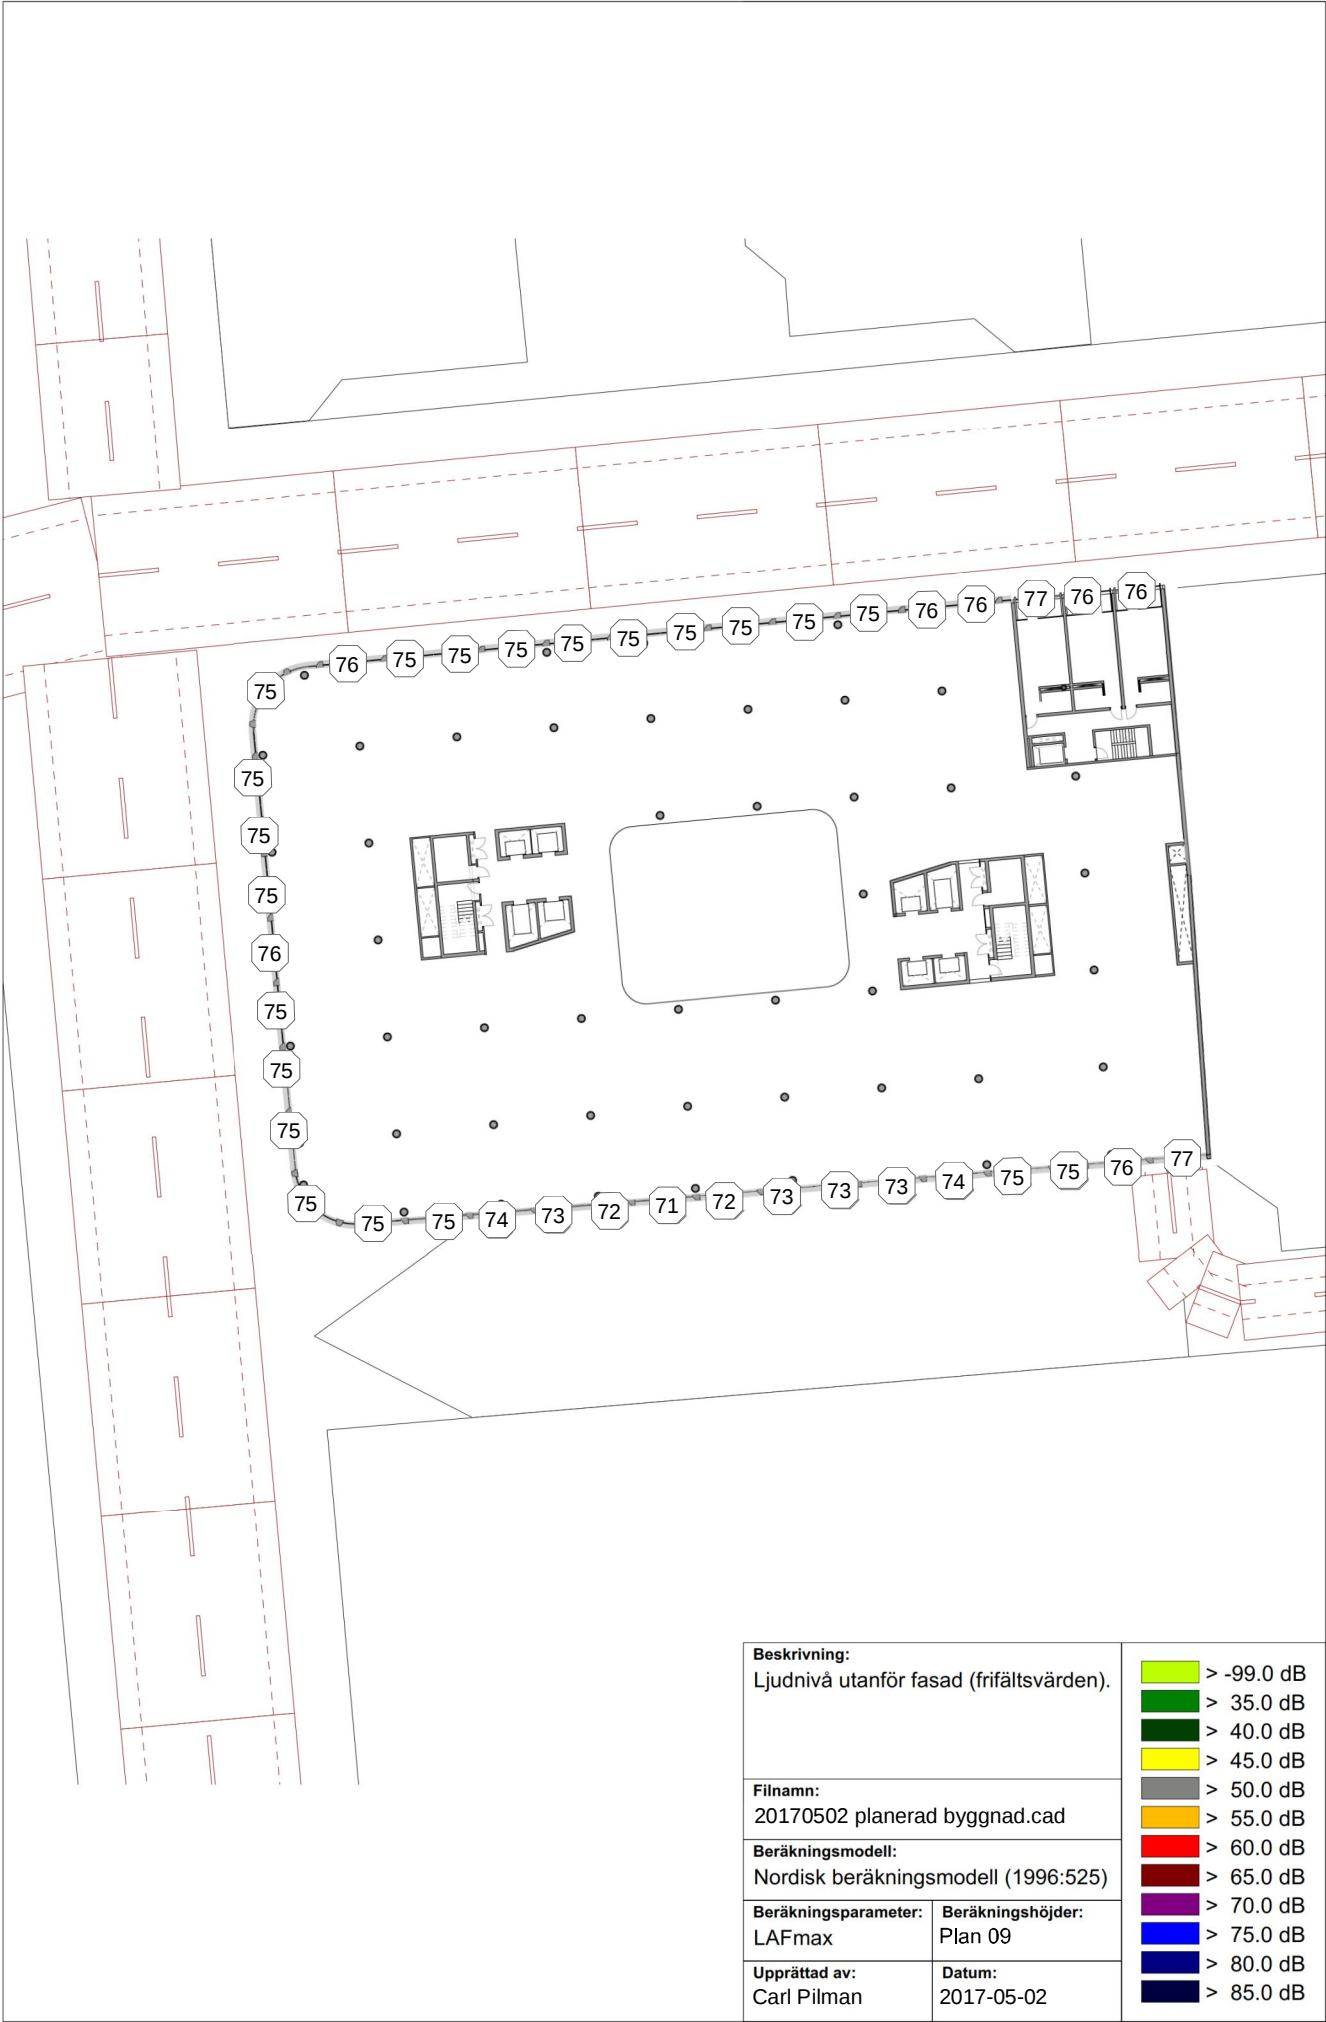 76
76
77
76
76
75
75
75
75
75
75
75
75
75
76
75
75
75
75
76
75
75
75
75
75
75
74
73
72
71
72
73
73
73
74
75
75
76
77
Beskrivning:
Ljudnivå utanför fasad (frifältsvärden).
Filnamn:
20170502 planerad byggnad.cad
Beräkningsmodell:
Nordisk beräkningsmodell (1996:525)
Beräkningsparameter:
LAFmax
Beräkningshöjder:
Plan 09
Upprättad av:
Carl Pilman
Datum:
2017-05-02
> -99.0 dB
> 35.0 dB
> 40.0 dB
> 45.0 dB
> 50.0 dB
> 55.0 dB
> 60.0 dB
> 65.0 dB
> 70.0 dB
> 75.0 dB
> 80.0 dB
> 85.0 dB